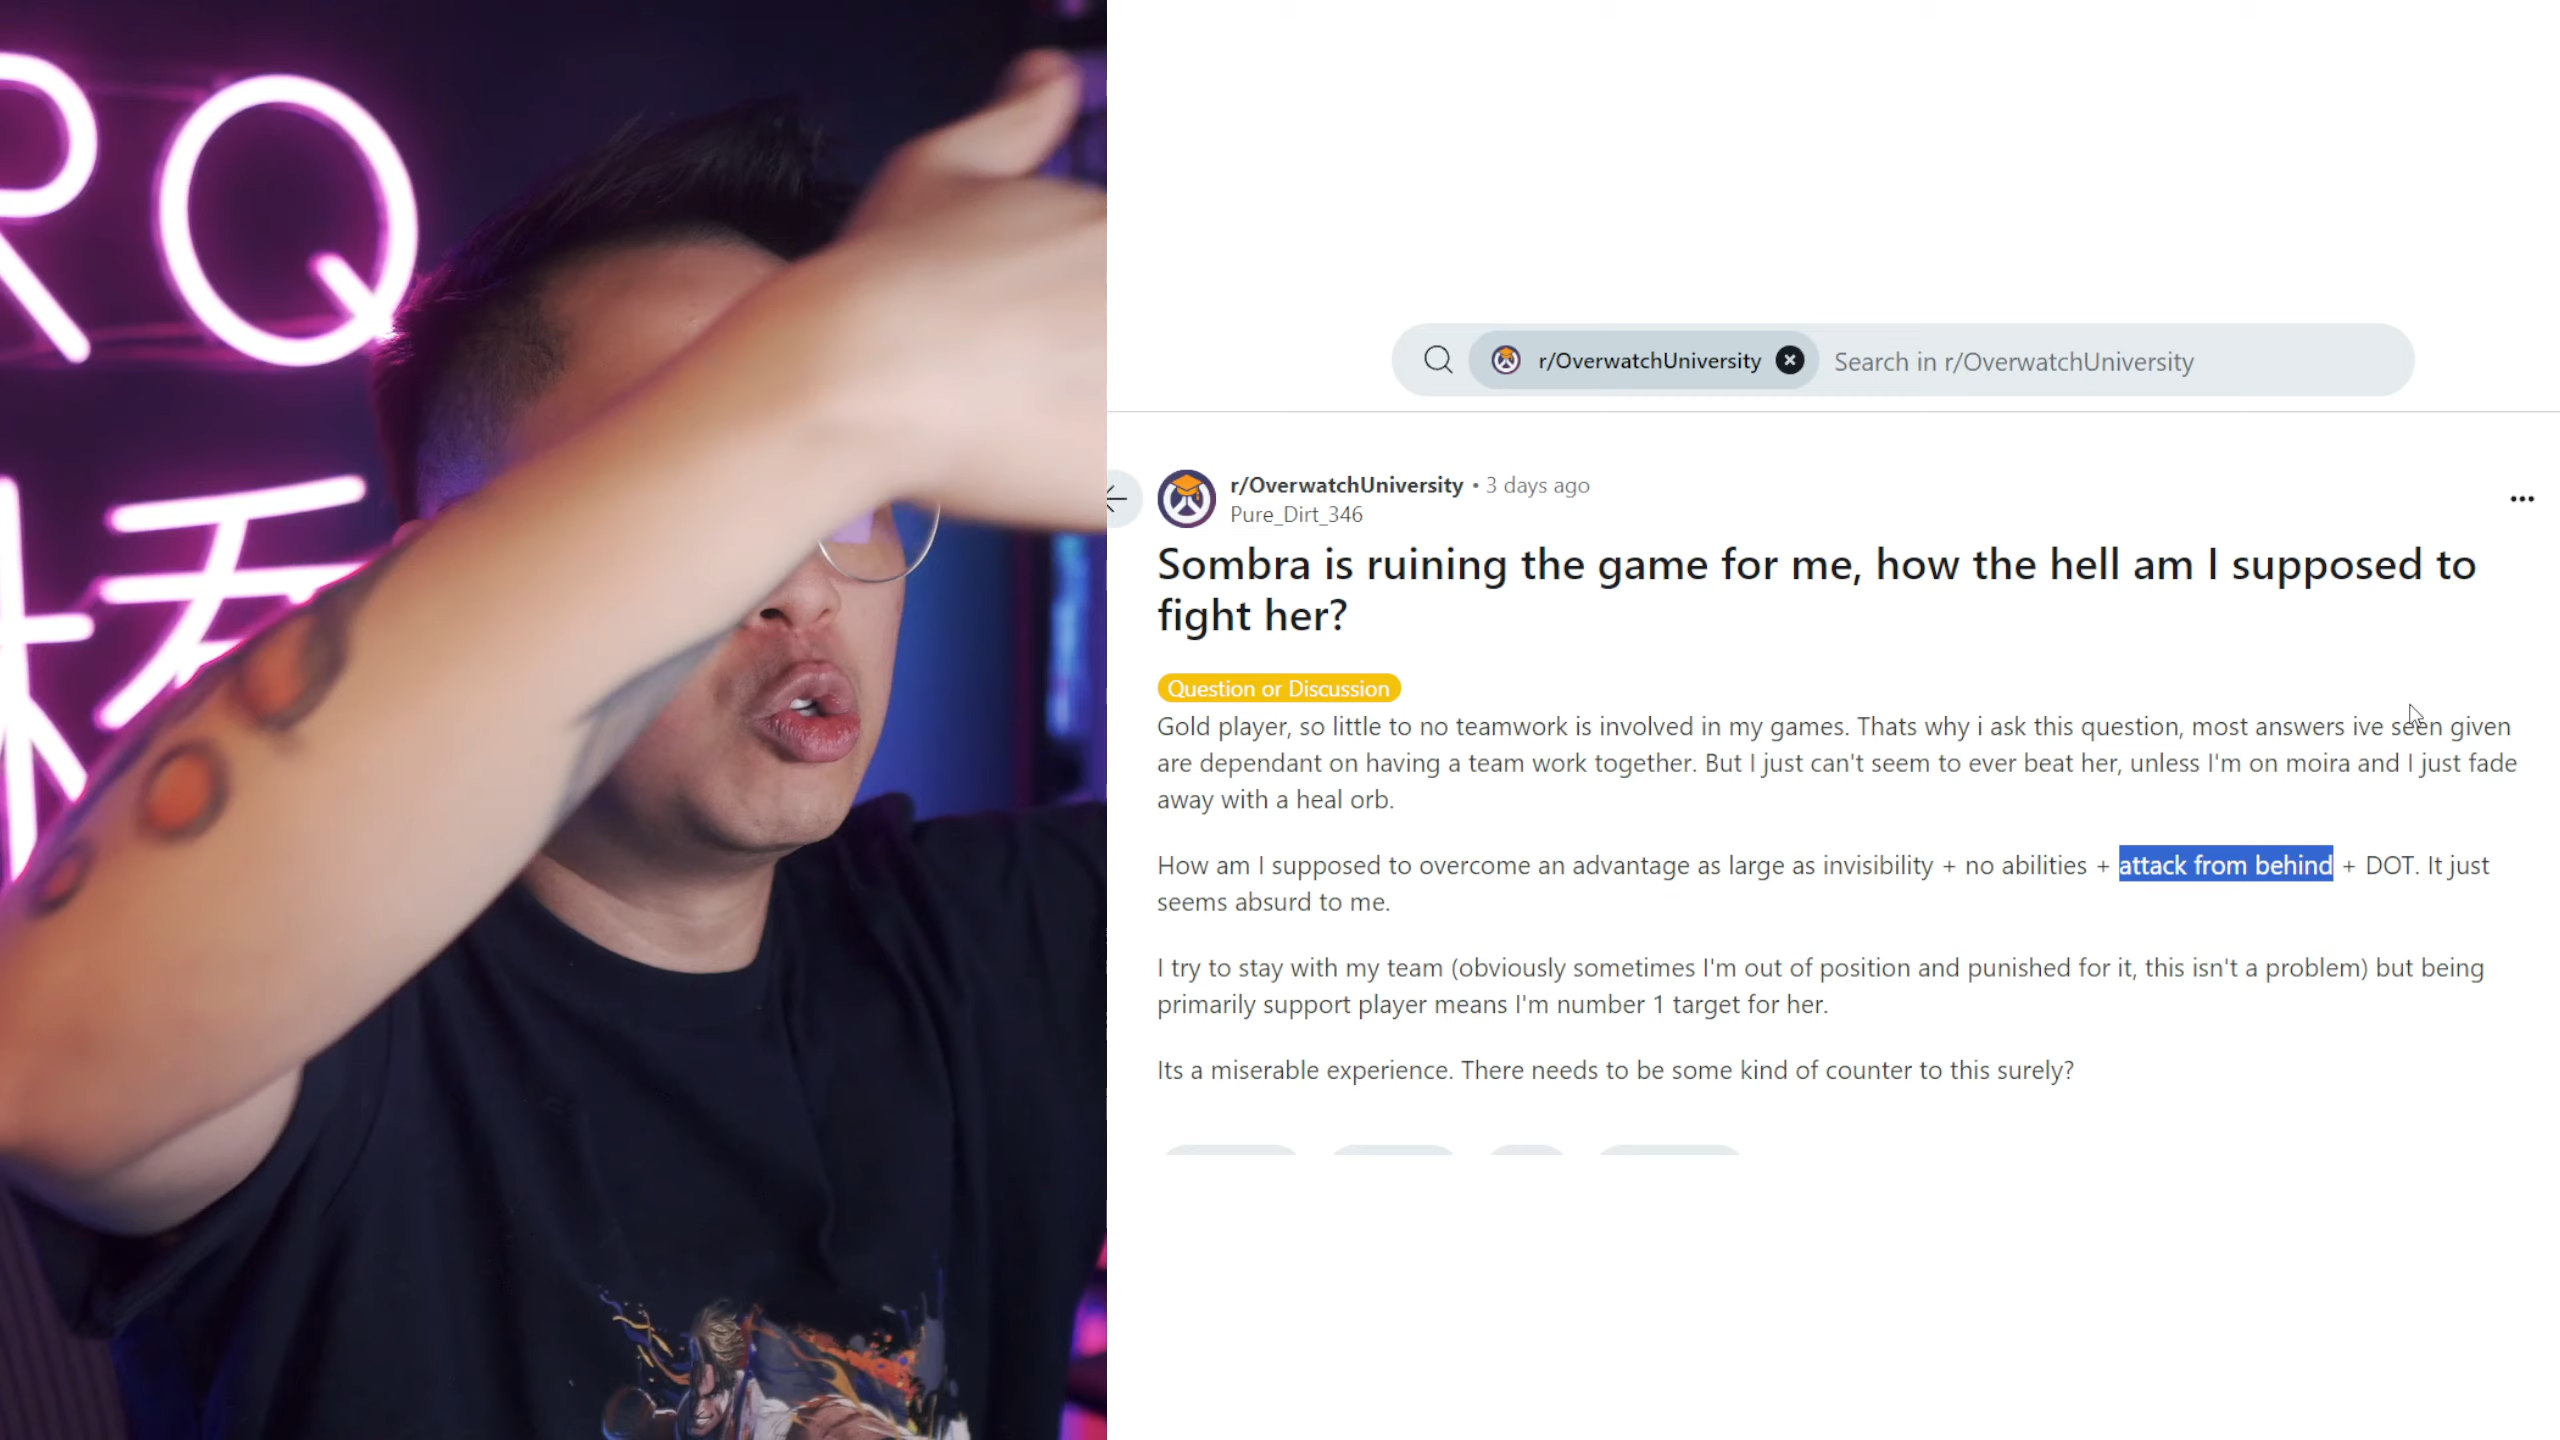 RQ
r/OverwatchUniversity
Search in r/OverwatchUniversity
r/OverwatchUniversity • 3 days ago
Pure_Dirt_346
Sombra is ruining the game for me, how the hell am I supposed to
fight her?
Question or Discussion
Gold player, so little to no teamwork is involved in my games. Thats why i ask this question, most answers ive seen given
are dependant on having a team work together. But I just can't seem to ever beat her, unless I'm on moira and I just fade
away with a heal orb.
How am I supposed to overcome an advantage as large as invisibility + no abilities + attack from behind + DOT. It just
seems absurd to me.
I try to stay with my team (obviously sometimes I'm out of position and punished for it, this isn't a problem) but being
primarily support player means I'm number 1 target for her.
Its a miserable experience. There needs to be some kind of counter to this surely?